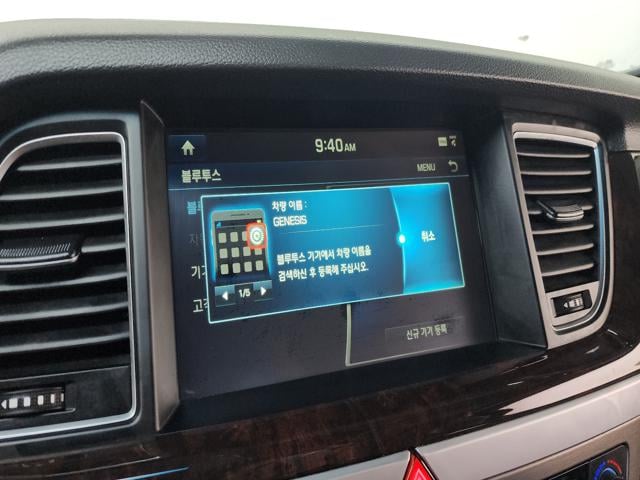 9:40 AM
블루투스
MENU
차량 이름 :
GENESIS
블루투스 기기에서 차량 이름을
검색하신 후 등록해 주십시오.
취소
1/5
신규 기기 등록